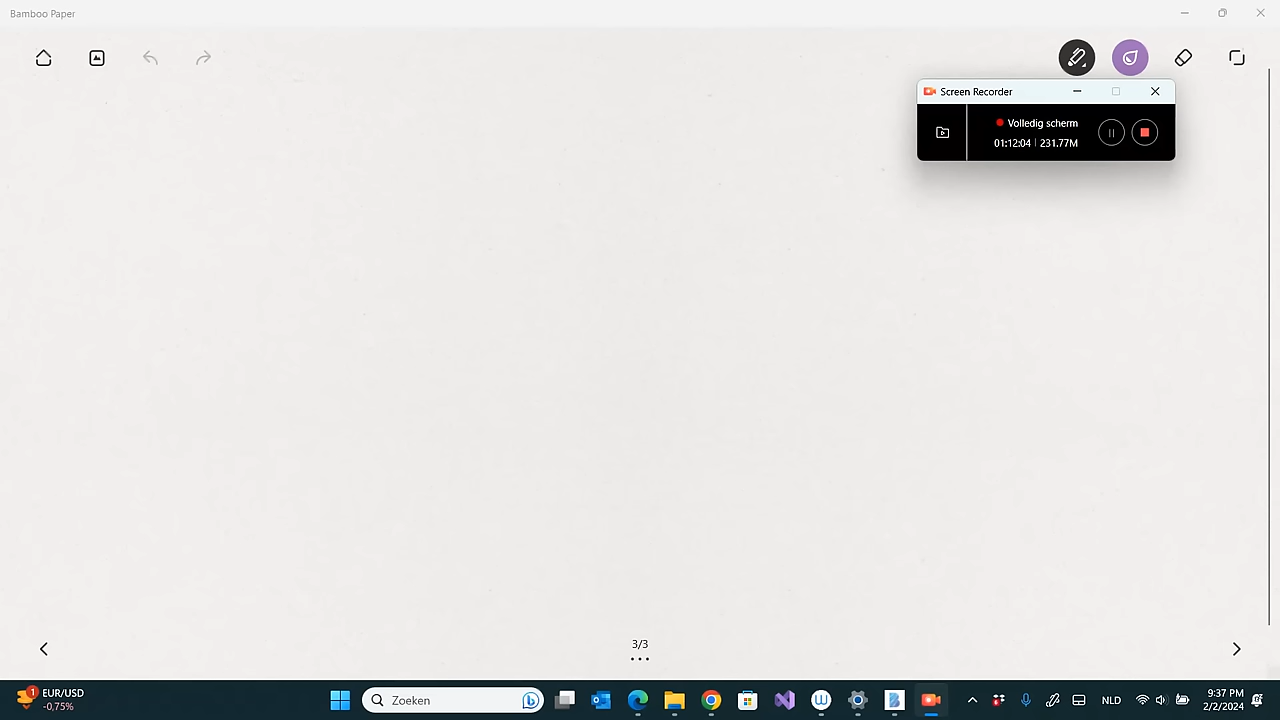 Bamboo Paper
Screen Recorder
Volledig scherm
01:12:04 | 231.77M
3/3
1
EUR/USD
-0.75%
Zoeken
NLD
9:37 PM
2/2/2024